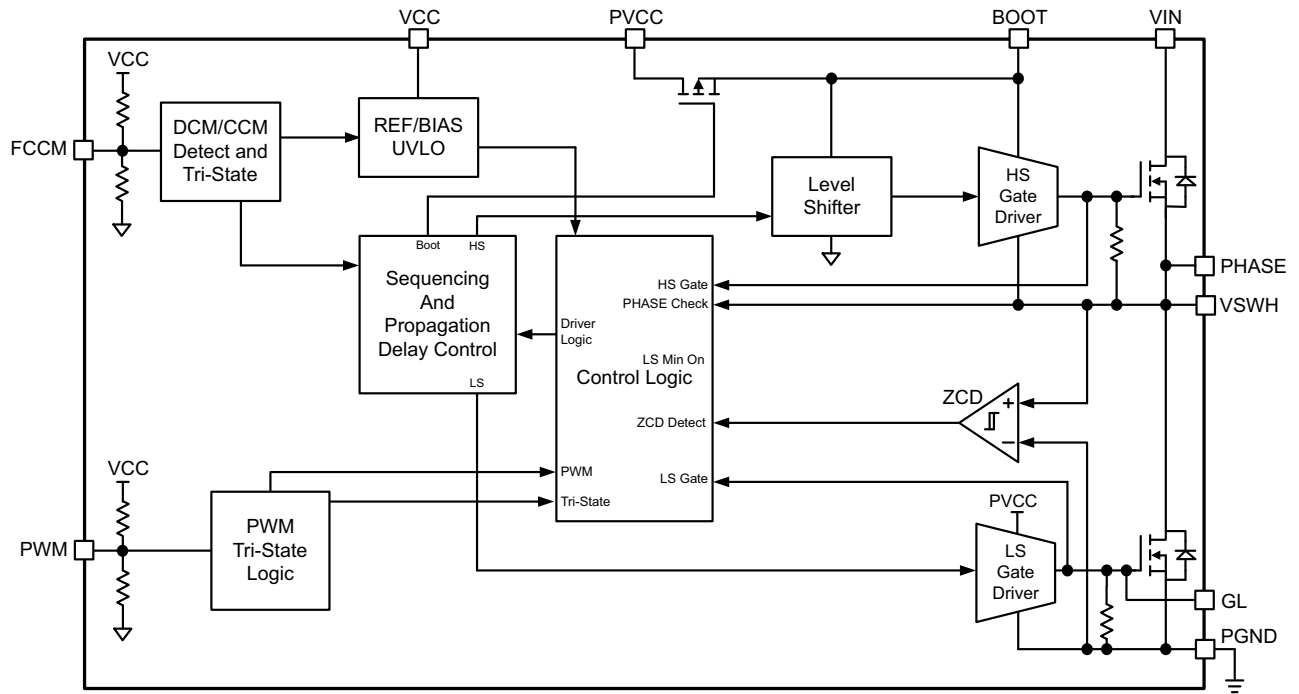 VCC
PVCC
BOOT
VIN
VCC
FCCM
DCM/CCM
Detect and
Tri-State
REF/BIAS
UVLO
Level
Shifter
HS
Gate
Driver
Boot
HS
Sequencing
And
Propagation
Delay Control
LS
HS Gate
PHASE Check
Driver
Logic
LS Min On
Control Logic
ZCD Detect
LS Gate
PWM
Tri-State
PHASE
VSWH
ZCD
+
−
VCC
PWM
PWM
Tri-State
Logic
PVCC
LS
Gate
Driver
GL
PGND